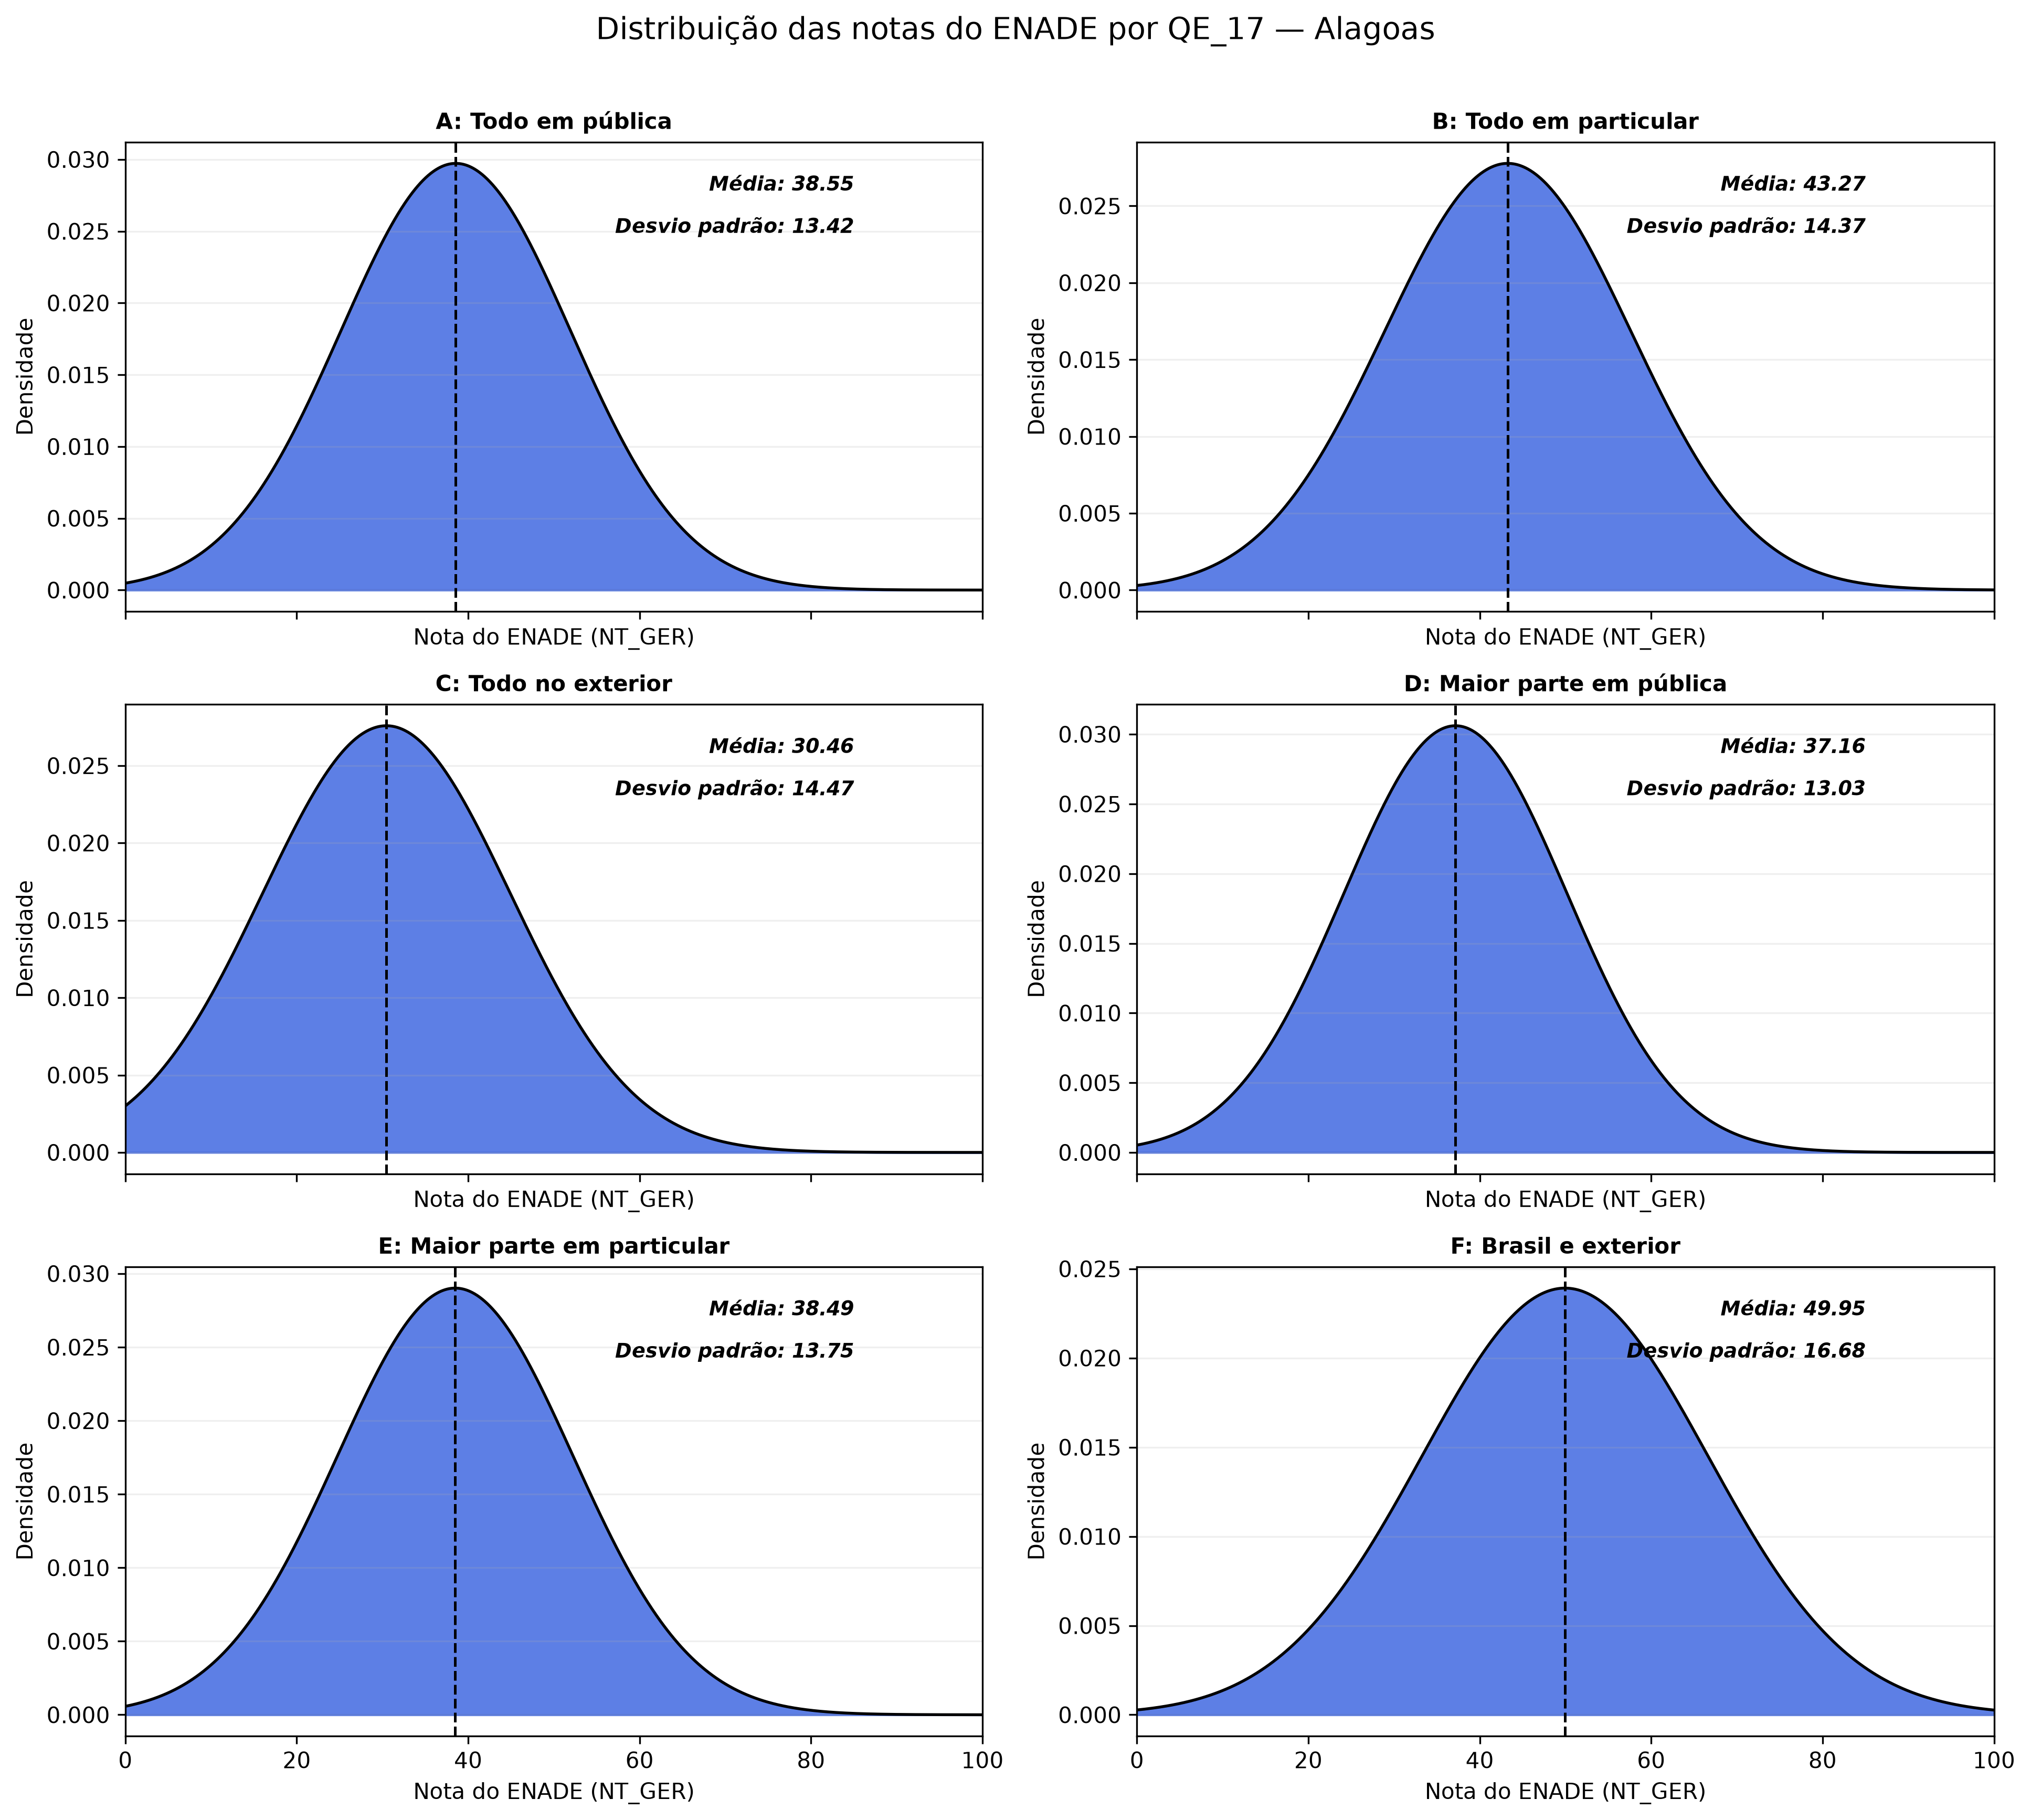 Distribuição das notas do ENADE por QE_17 — Alagoas
A: Todo em pública
Média: 38.55
Desvio padrão: 13.42
0.030
0.025
0.020
0.015
0.010
0.005
0.000
Densidade
Nota do ENADE (NT_GER)
B: Todo em particular
Média: 43.27
Desvio padrão: 14.37
0.025
0.020
0.015
0.010
0.005
0.000
Densidade
Nota do ENADE (NT_GER)
C: Todo no exterior
Média: 30.46
Desvio padrão: 14.47
0.025
0.020
0.015
0.010
0.005
0.000
Densidade
Nota do ENADE (NT_GER)
D: Maior parte em pública
Média: 37.16
Desvio padrão: 13.03
0.030
0.025
0.020
0.015
0.010
0.005
0.000
Densidade
Nota do ENADE (NT_GER)
E: Maior parte em particular
Média: 38.49
Desvio padrão: 13.75
0.030
0.025
0.020
0.015
0.010
0.005
0.000
Densidade
0 20 40 60 80 100
Nota do ENADE (NT_GER)
F: Brasil e exterior
Média: 49.95
Desvio padrão: 16.68
0.025
0.020
0.015
0.010
0.005
0.000
Densidade
0 20 40 60 80 100
Nota do ENADE (NT_GER)